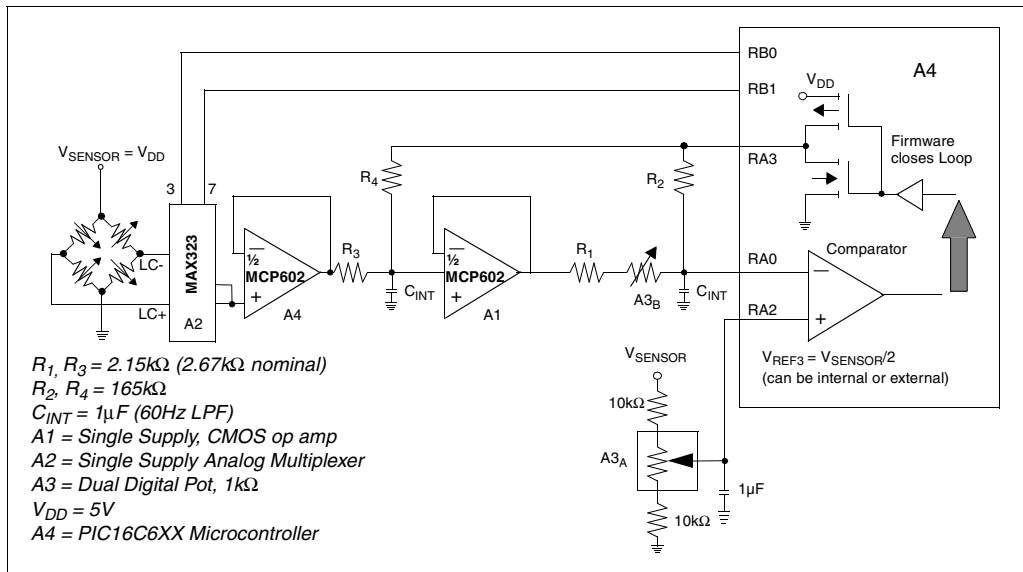 RB0
A4
RB1
V_DD
Firmware
closes Loop
V_SENSOR = V_DD
RA3
3 7
R_4
R_2
MAX323
−
½
MCP602
+
R_3
−
½
MCP602
+
R_1
Comparator
LC-
RA0
−
C_INT
A3_B
C_INT
LC+
A2
A4
A1
RA2
+
R_1, R_3 = 2.15kΩ (2.67kΩ nominal)
R_2, R_4 = 165kΩ
C_INT = 1μF (60Hz LPF)
A1 = Single Supply, CMOS op amp
A2 = Single Supply Analog Multiplexer
A3 = Dual Digital Pot, 1kΩ
V_DD = 5V
A4 = PIC16C6XX Microcontroller
V_SENSOR
V_REF3 = V_SENSOR/2
(can be internal or external)
10kΩ
A3_A
1μF
10kΩ